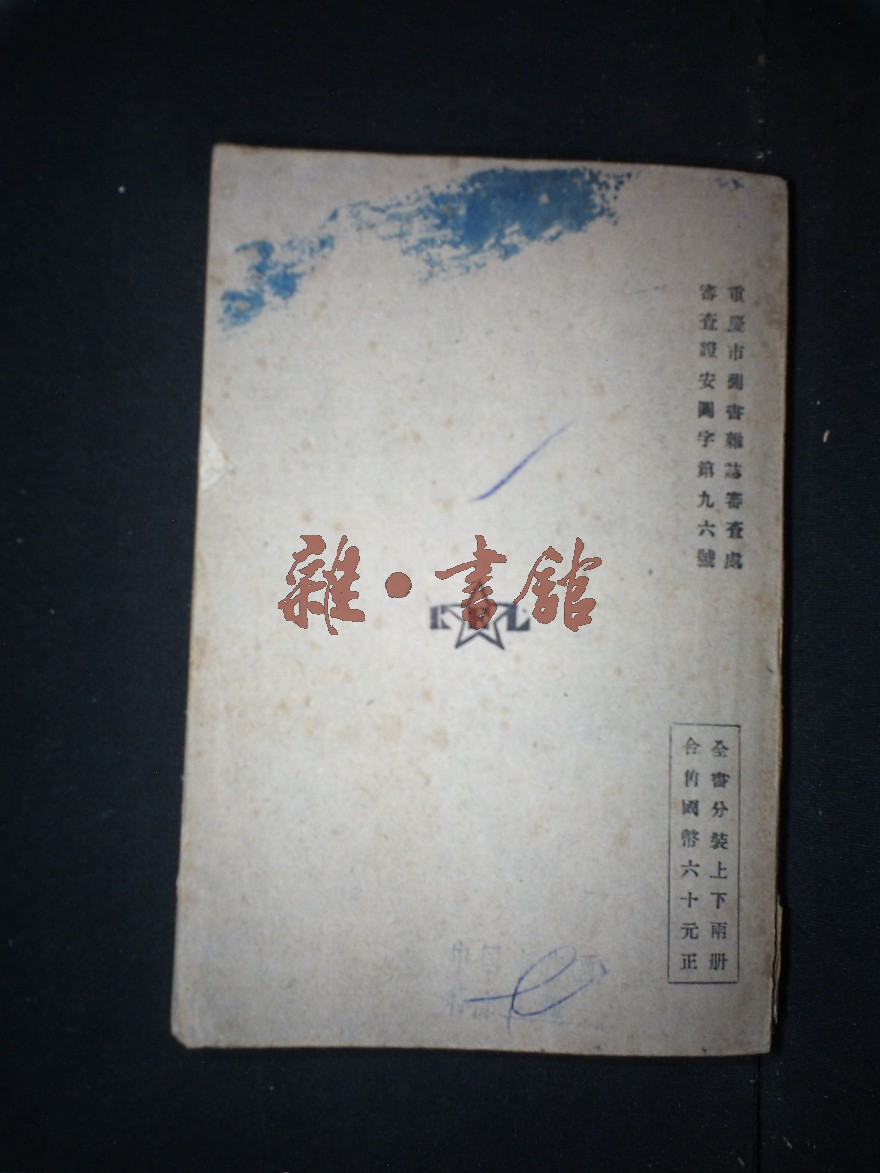 重慶市圖書雜誌審查處
審查證安圖字第九六號
雜·書館
全書分裝上下兩册
合售國幣六十元正